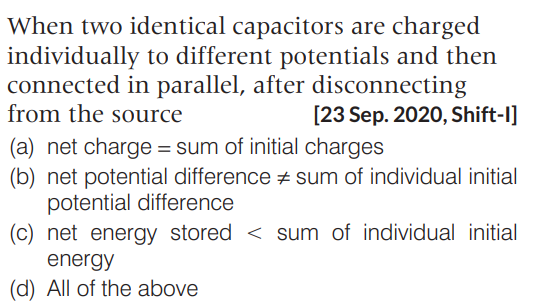 When two identical capacitors are charged
individually to different potentials and then
connected in parallel, after disconnecting
from the source [23 Sep. 2020, Shift-I]
(a) net charge = sum of initial charges
(b) net potential difference ≠ sum of individual initial
potential difference
(c) net energy stored < sum of individual initial
energy
(d) All of the above